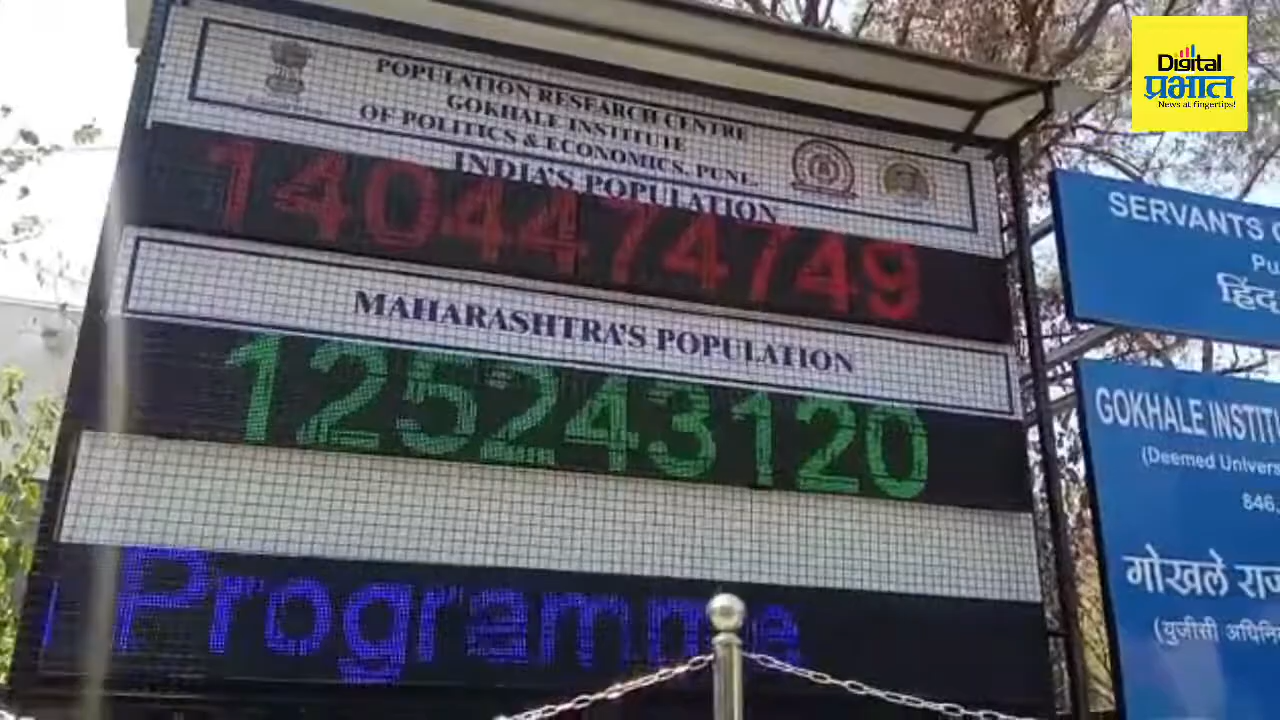 Digital
प्रभात
News at fingertips!
POPULATION RESEARCH CENTRE
GOKHALE INSTITUTE
OF POLITICS & ECONOMICS, PUNE.
INDIA'S POPULATION
1404474749
MAHARASHTRA'S POPULATION
125243120
Programme
SERVANTS
Pu
हिंद
GOKHALE INSTITU
(Deemed Univers
846,
गोखले राज
(युजीसी अधिनि